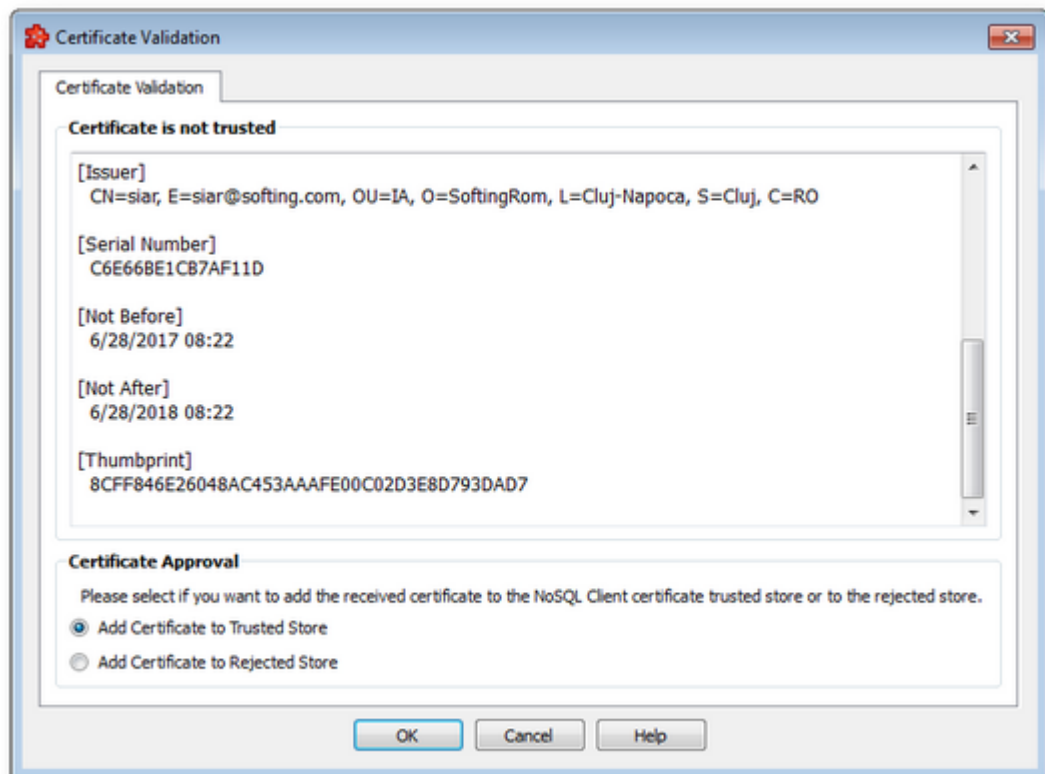 Certificate Validation
Certificate Validation
Certificate is not trusted
[Issuer]
CN=siar, E=siar@softing.com, OU=IA, O=SoftingRom, L=Cluj-Napoca, S=Cluj, C=RO
[Serial Number]
C6E66BE1CB7AF11D
[Not Before]
6/28/2017 08:22
[Not After]
6/28/2018 08:22
[Thumbprint]
8CFF846E26048AC453AAAFE00C02D3E8D793DAD7
Certificate Approval
Please select if you want to add the received certificate to the NoSQL Client certificate trusted store or to the rejected store.
Add Certificate to Trusted Store
Add Certificate to Rejected Store
OK Cancel Help